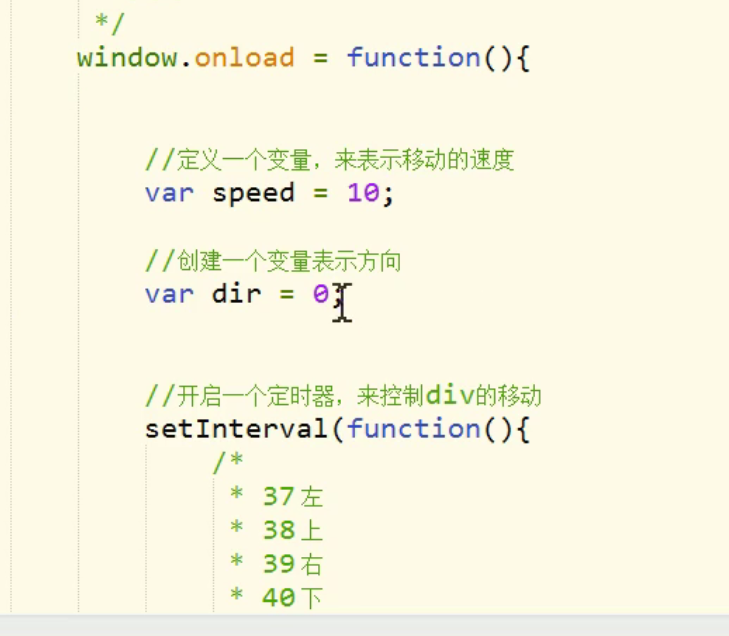 */
window.onload = function(){
//定义一个变量，来表示移动的速度
var speed = 10;
//创建一个变量表示方向
var dir = 0;
//开启一个定时器，来控制div的移动
setInterval(function(){
/*
* 37左
* 38上
* 39右
* 40下